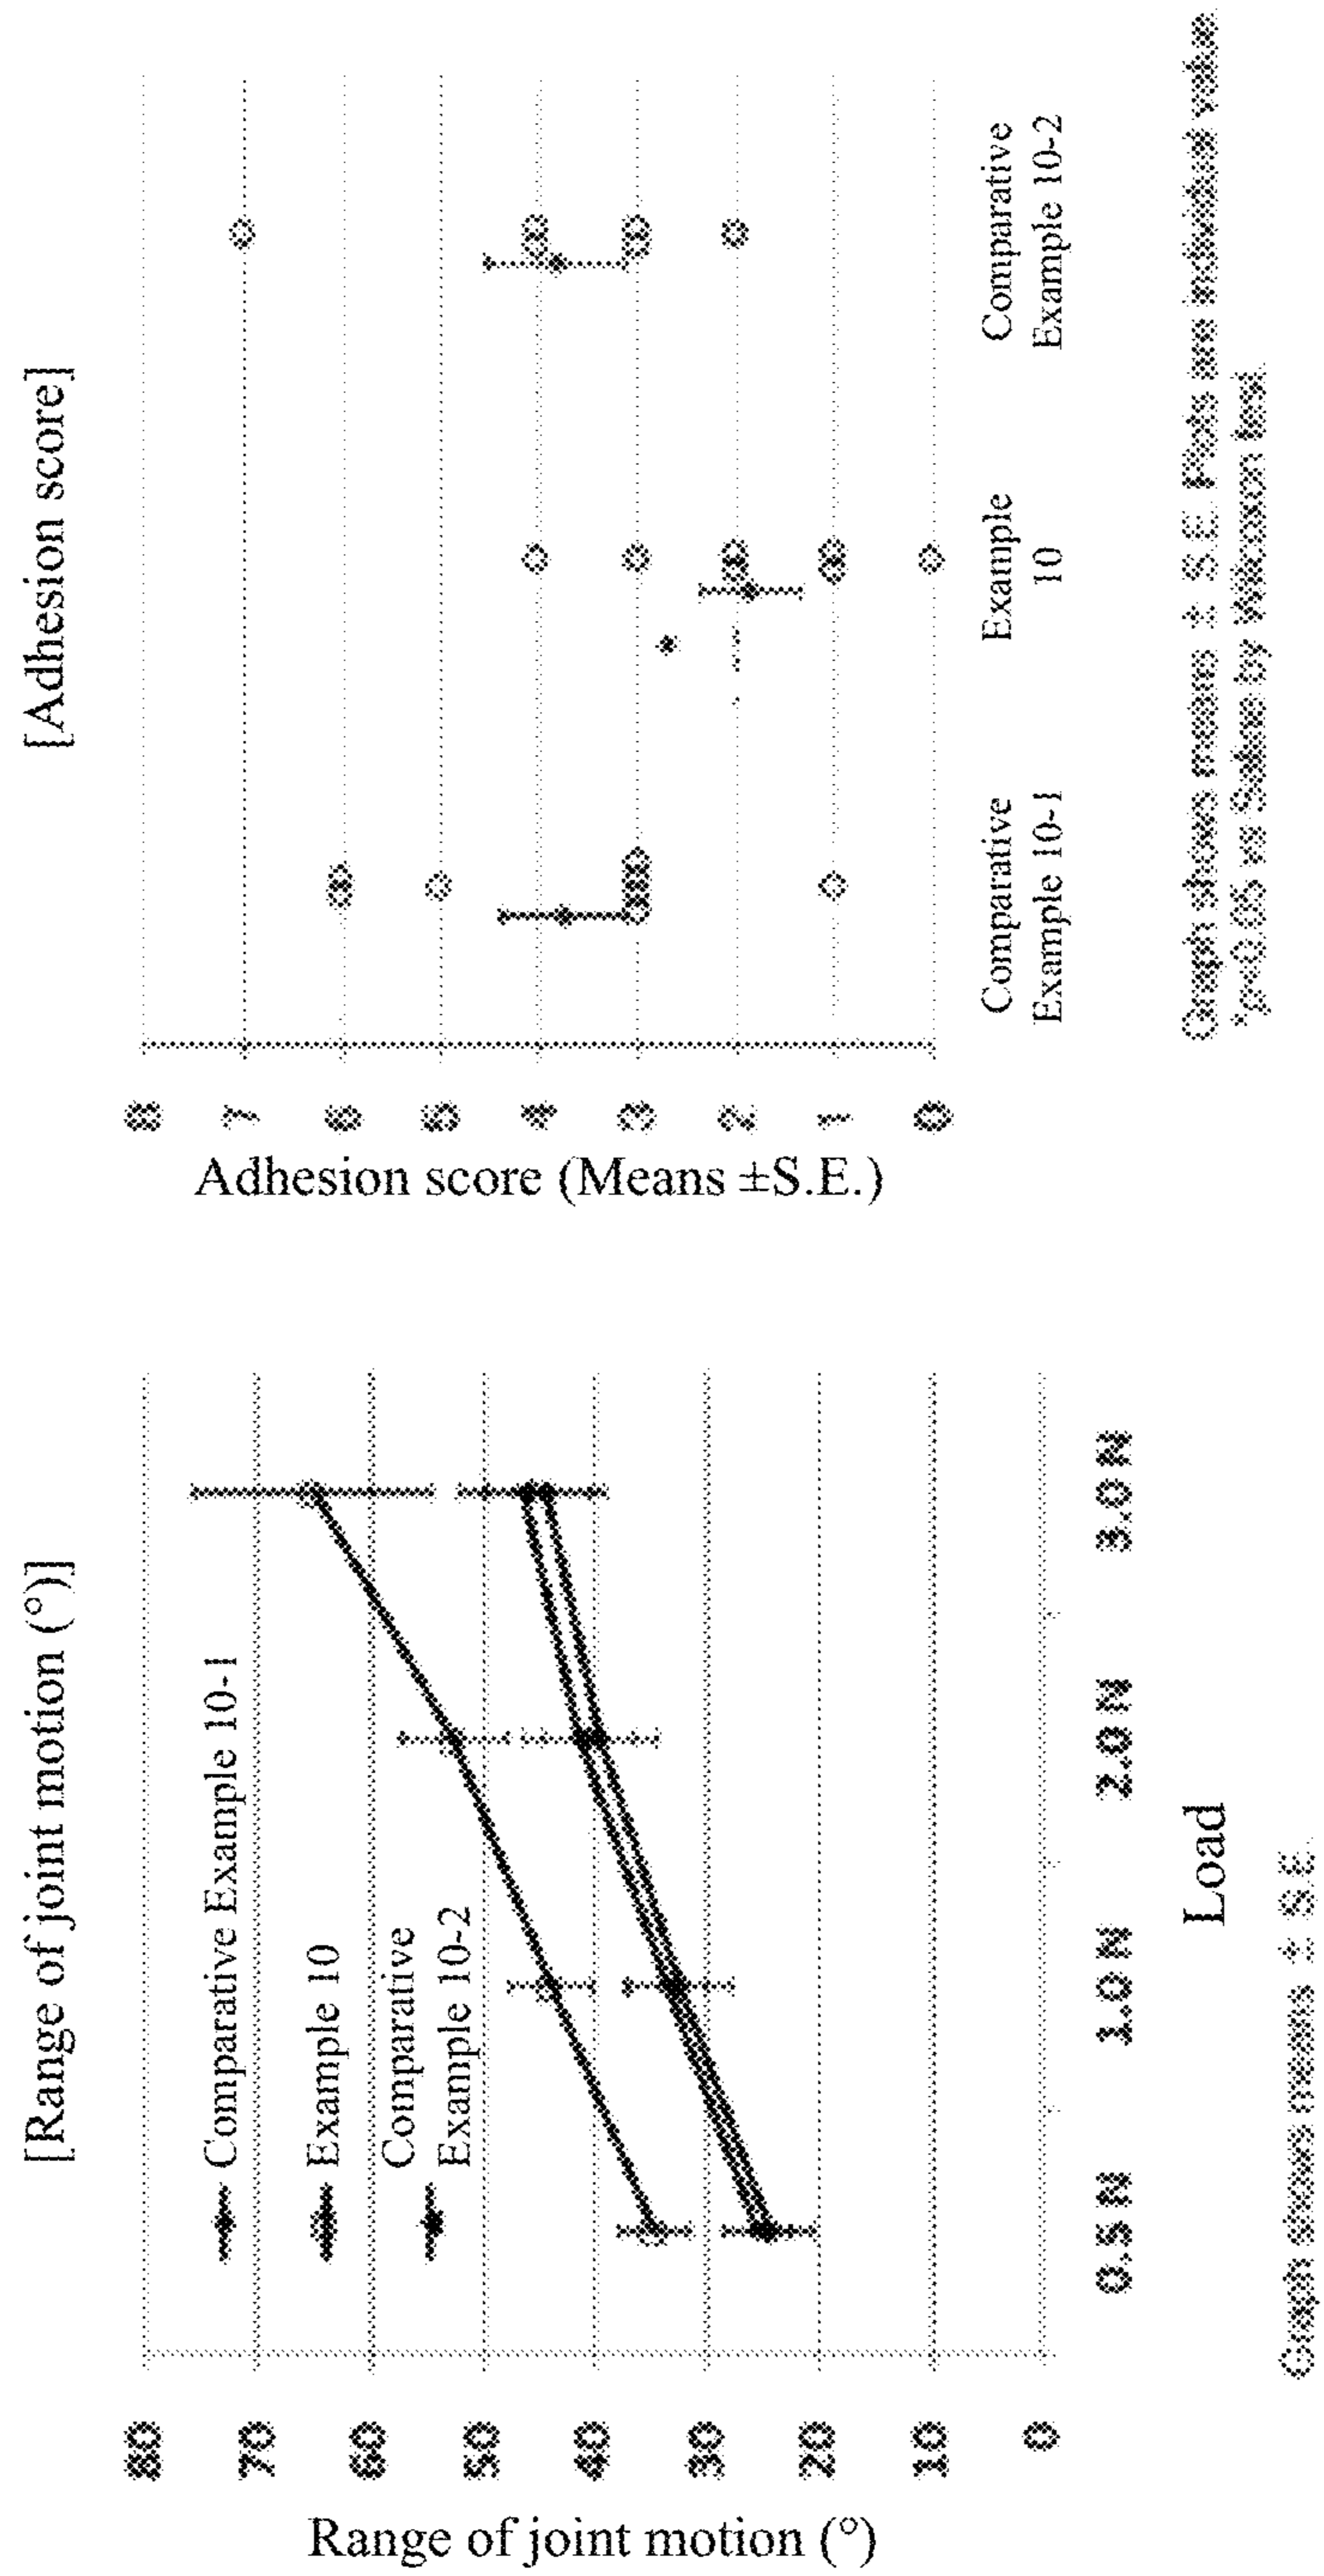 [Range of joint motion (°)]
Range of joint motion (°)
80
70
60
50
40
30
20
10
0
Comparative Example 10-1
Example 10
Comparative
Example 10-2
0.5 N
1.0 N
2.0 N
3.0 N
Load
Graph shows means ± S.E.
[Adhesion score]
Adhesion score (Means ±S.E.)
8
7
6
5
4
3
2
1
0
*
Comparative
Example 10-1
Example
10
Comparative
Example 10-2
Graph shows means ± S.E. Plots are individual value
*p<0.05 vs Saline by Wilcoxon test